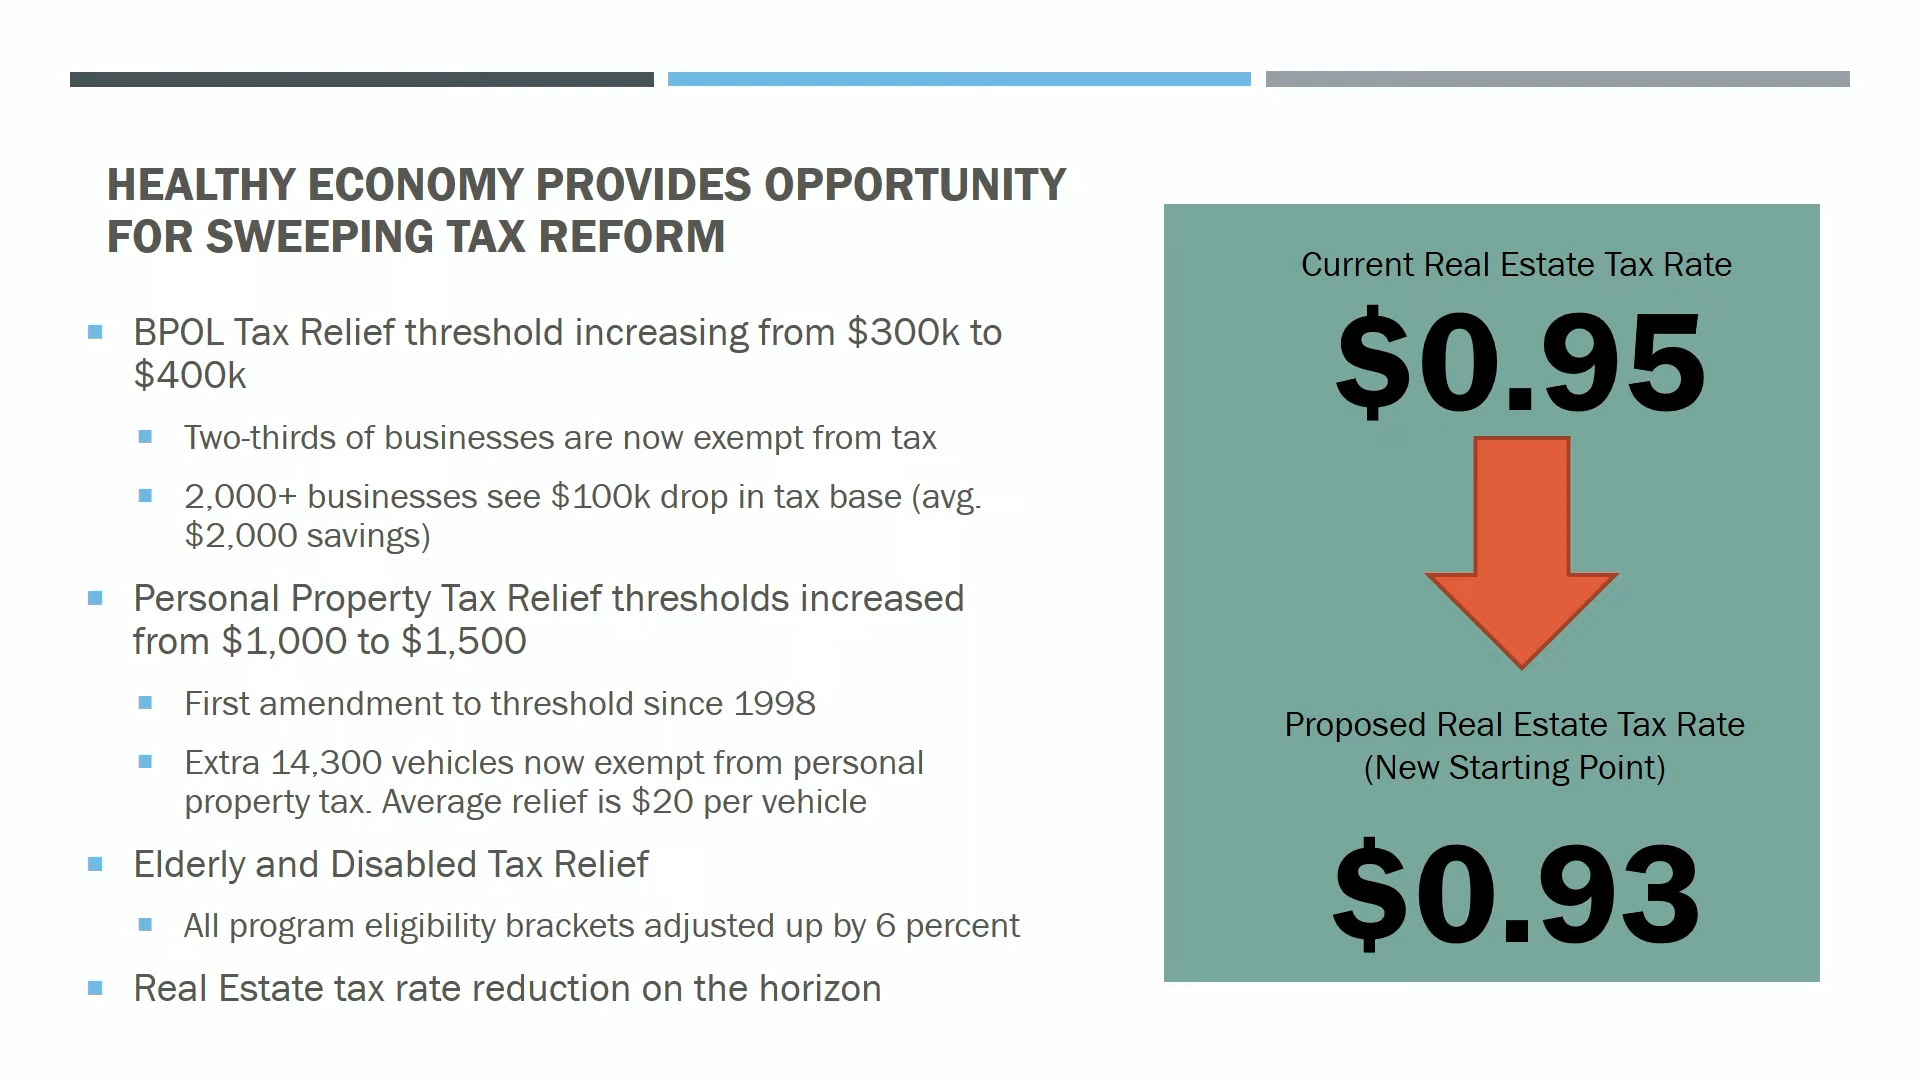 HEALTHY ECONOMY PROVIDES OPPORTUNITY
FOR SWEEPING TAX REFORM
BPOL Tax Relief threshold increasing from $300k to
$400k
Two-thirds of businesses are now exempt from tax
2,000+ businesses see $100k drop in tax base (avg.
$2,000 savings)
Personal Property Tax Relief thresholds increased
from $1,000 to $1,500
First amendment to threshold since 1998
Extra 14,300 vehicles now exempt from personal
property tax. Average relief is $20 per vehicle
Elderly and Disabled Tax Relief
All program eligibility brackets adjusted up by 6 percent
Real Estate tax rate reduction on the horizon
Current Real Estate Tax Rate
$0.95
Proposed Real Estate Tax Rate
(New Starting Point)
$0.93